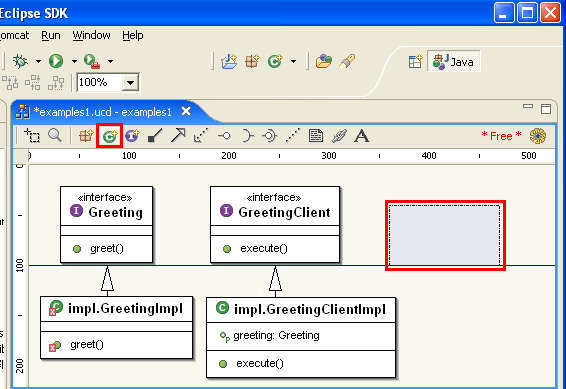 Eclipse SDK
omcat Run Window Help
Java
100%
*examples1.ucd - examples1
* Free *
0 100 200 300 400 500
0
«interface»
Greeting
greet()
«interface»
GreetingClient
execute()
100
impl.GreetingImpl
greet()
impl.GreetingClientImpl
greeting: Greeting
execute()
200